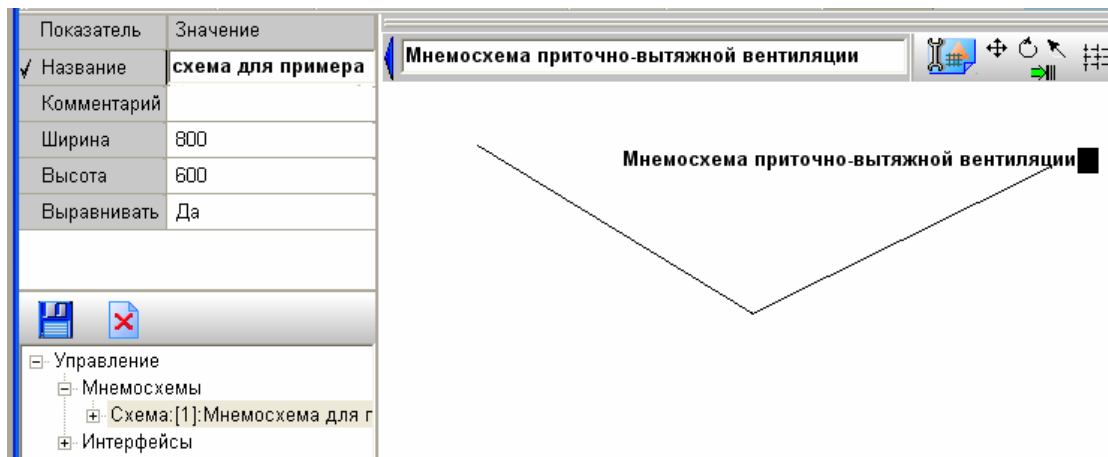 Показатель Значение
Название схема для примера
Комментарий
Ширина 800
Высота 600
Выравнивать Да
Управление
Мнемосхемы
Схема:[1]:Мнемосхема для г
Интерфейсы
Мнемосхема приточно-вытяжной вентиляции
Мнемосхема приточно-вытяжной вентиляции